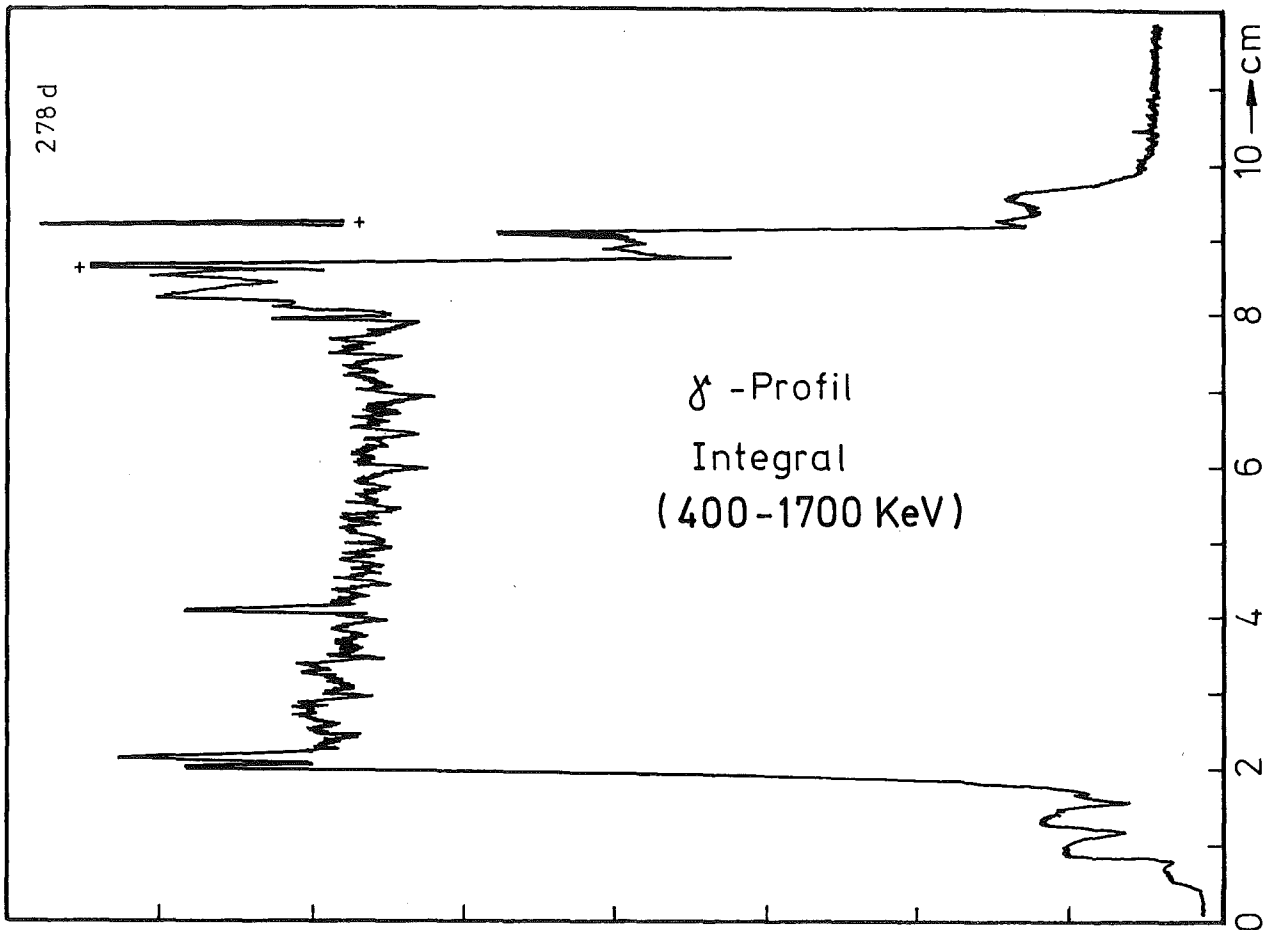 278 d
+
+
γ - Profil
Integral
(400-1700 KeV)
0
2
4
6
8
10
→ cm